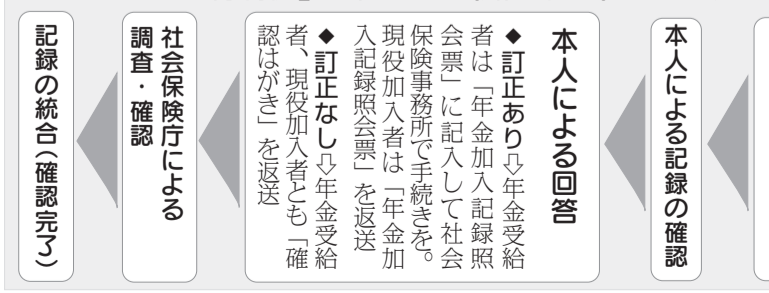 本人による記録の確認
本人による回答
◆訂正あり⇨年金受給
者は「年金加入記録照
会票」に記入して社会
保険事務所で手続きを。
現役加入者は「年金加
入記録照会票」を返送
◆訂正なし⇨年金受給
者、現役加入者とも「確
認はがき」を返送
社会保険庁による
調査・確認
記録の統合(確認完了)